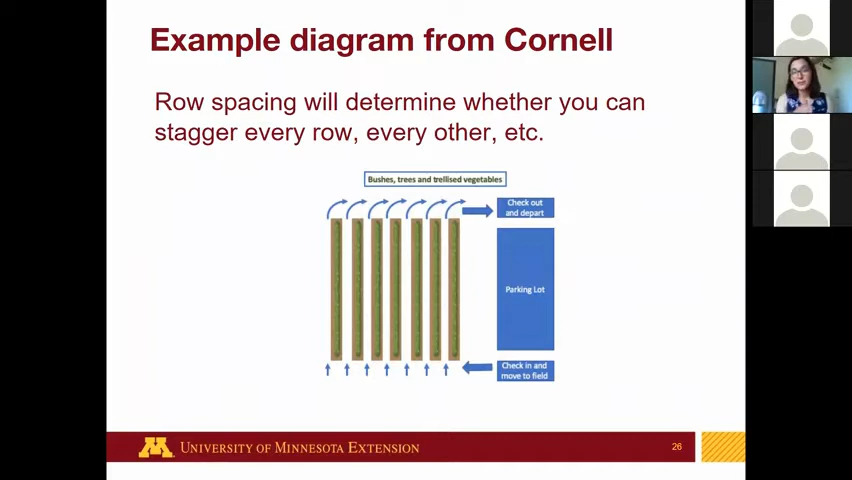 Example diagram from Cornell
Row spacing will determine whether you can
stagger every row, every other, etc.
Bushes, trees and trellised vegetables
Check out
and depart
Parking Lot
Check in and
move to field
UNIVERSITY OF MINNESOTA EXTENSION
26